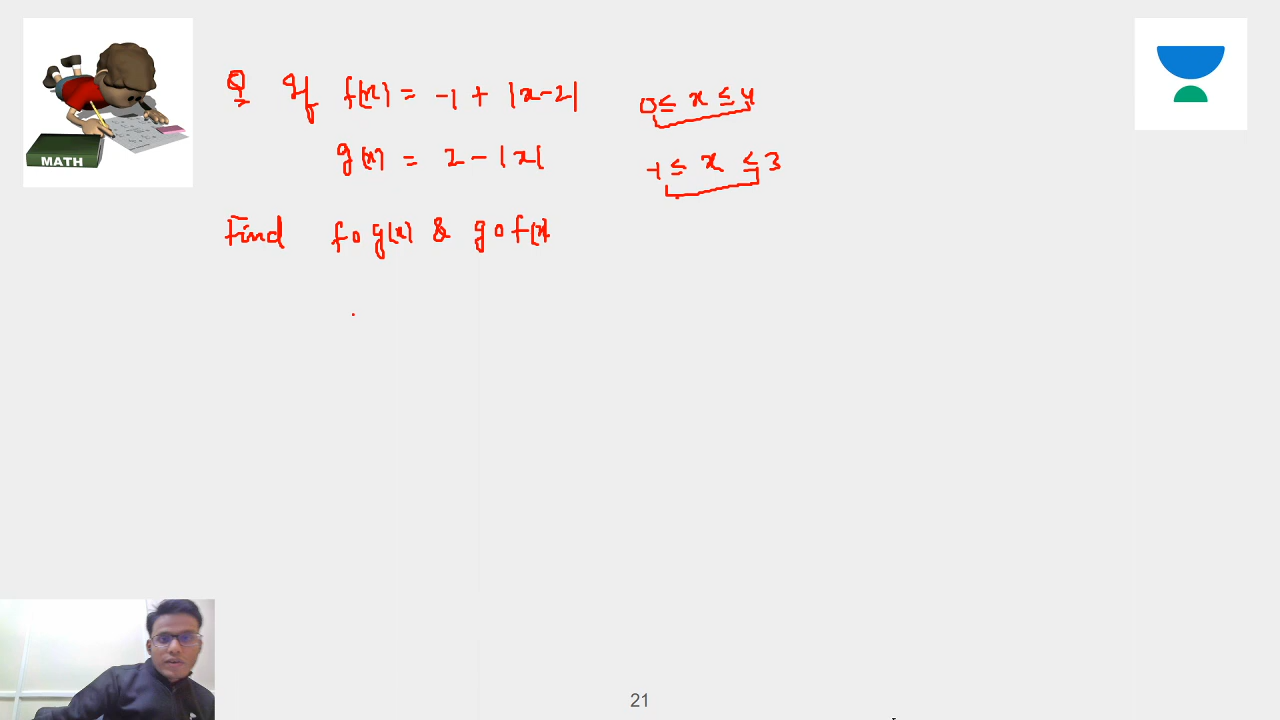 Q If f(x) = -1 + |x-2| 0 ≤ x ≤ 4
g(x) = 2 - |x| -1 ≤ x ≤ 3
Find fog(x) & gof(x)
MATH
21